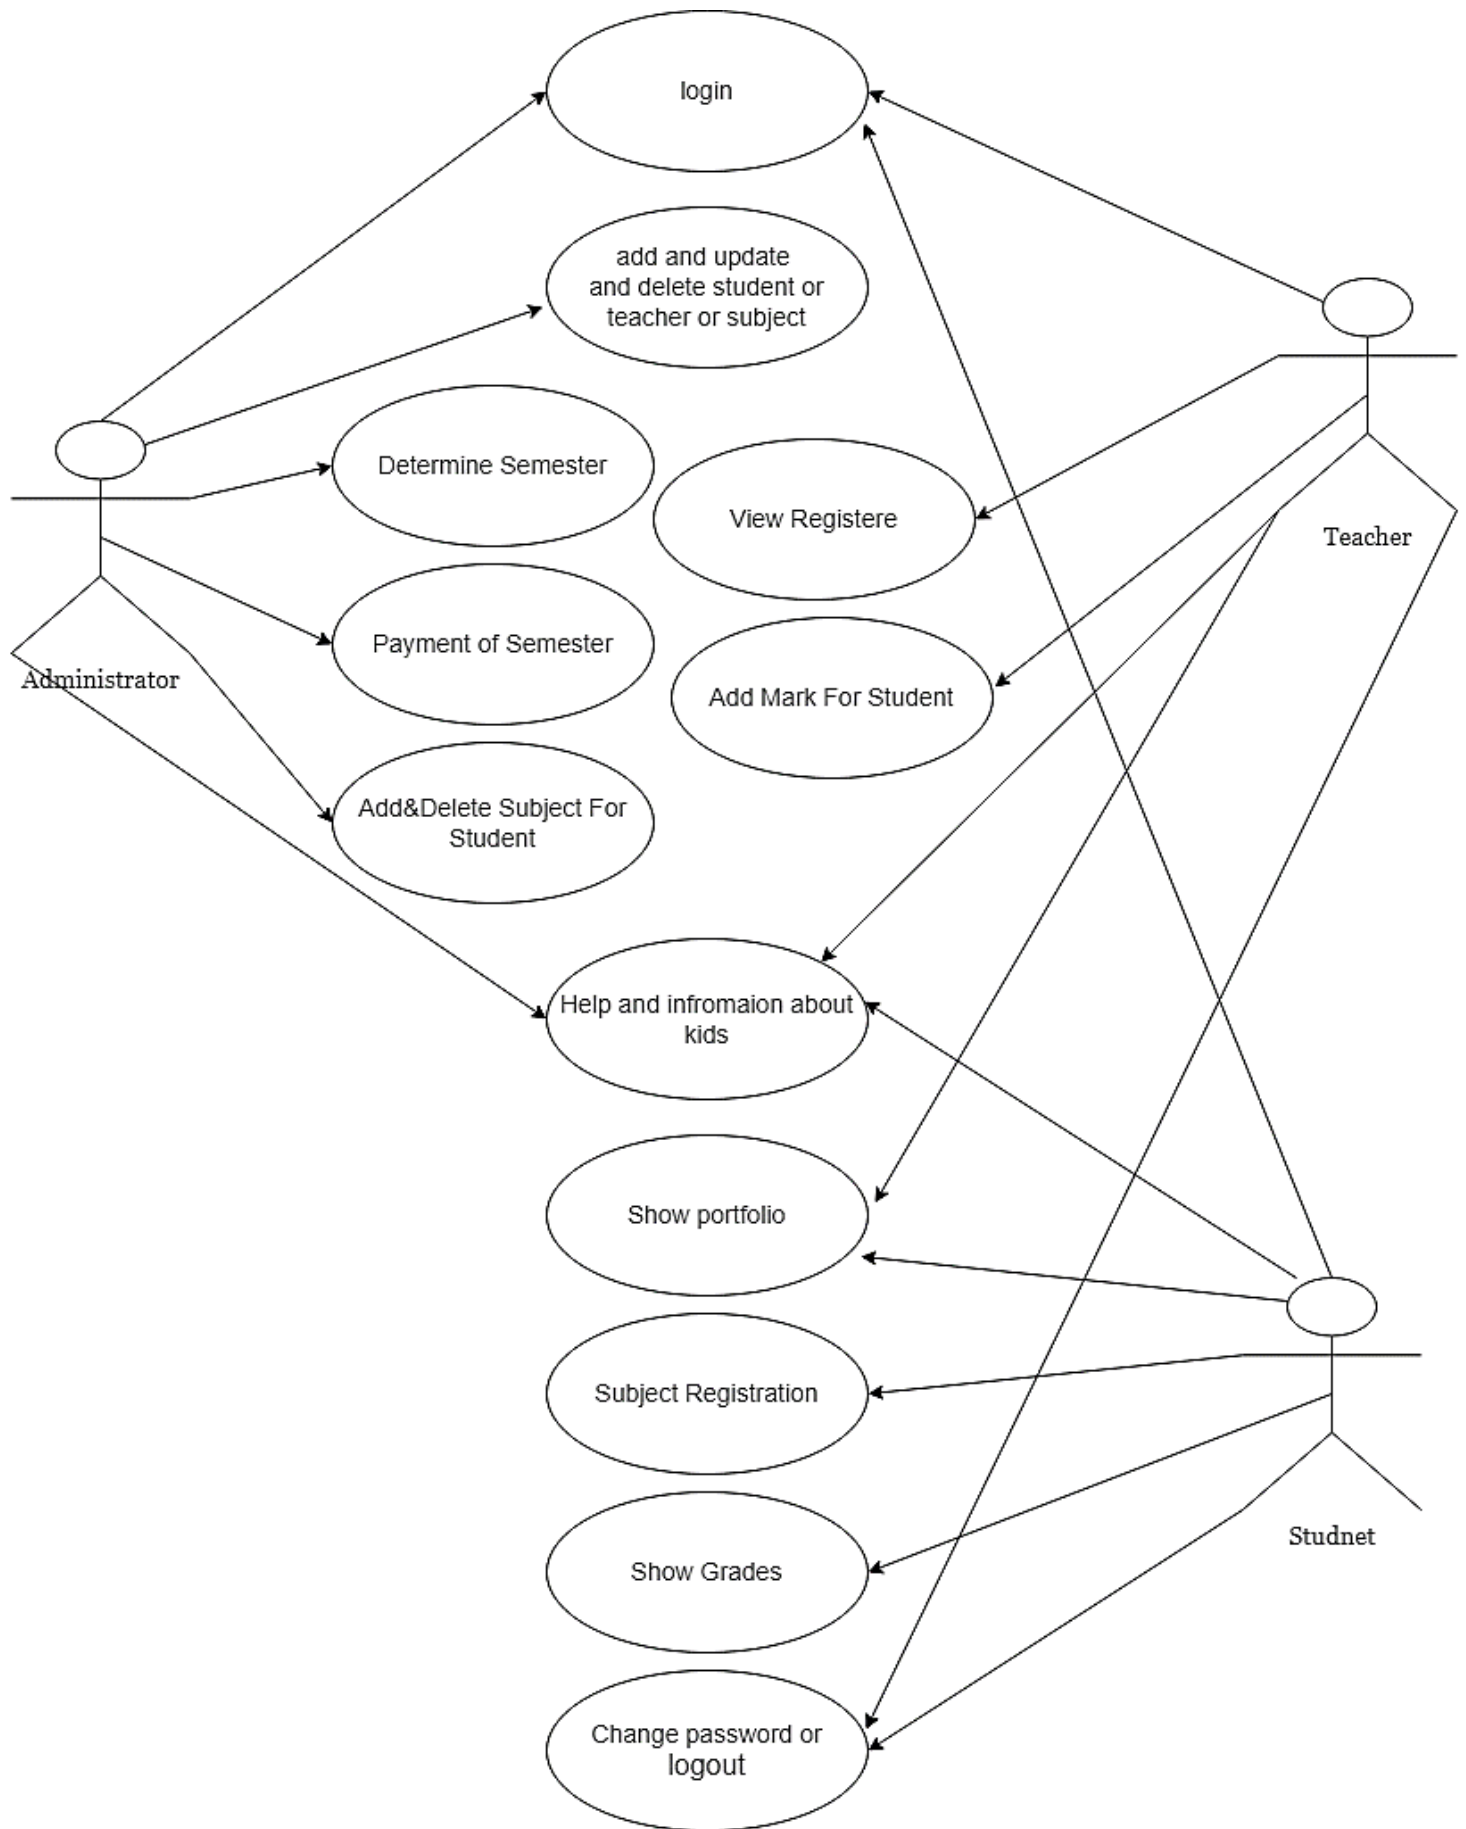 login
add and update
and delete student or
teacher or subject
Determine Semester
View Registere
Teacher
Payment of Semester
Administrator
Add Mark For Student
Add&Delete Subject For
Student
Help and infromaion about
kids
Show portfolio
Subject Registration
Studnet
Show Grades
Change password or
logout